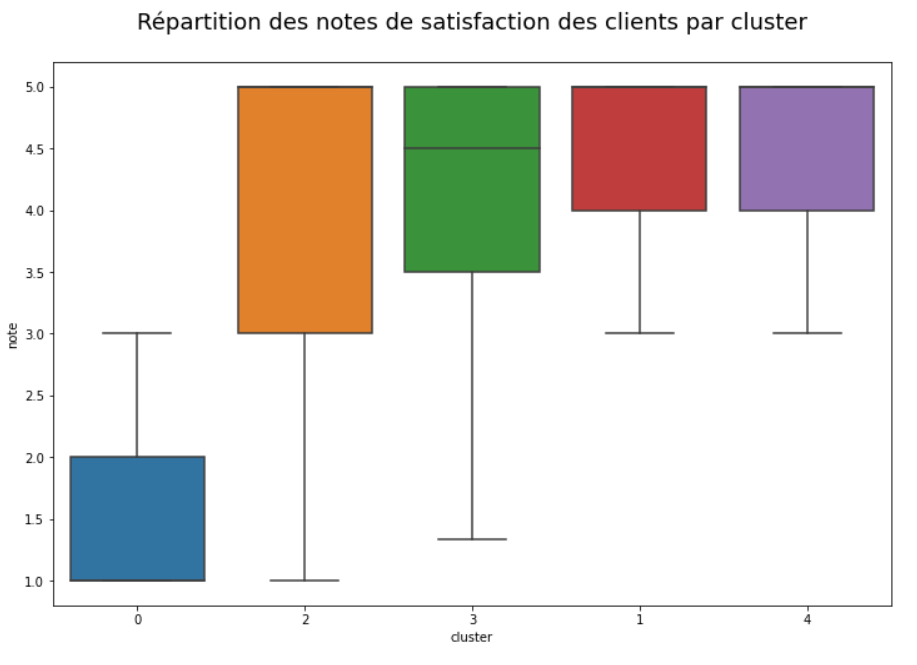 Répartition des notes de satisfaction des clients par cluster
5.0
4.5
4.0
3.5
3.0
2.5
2.0
1.5
1.0
note
0 2 3 1 4
cluster